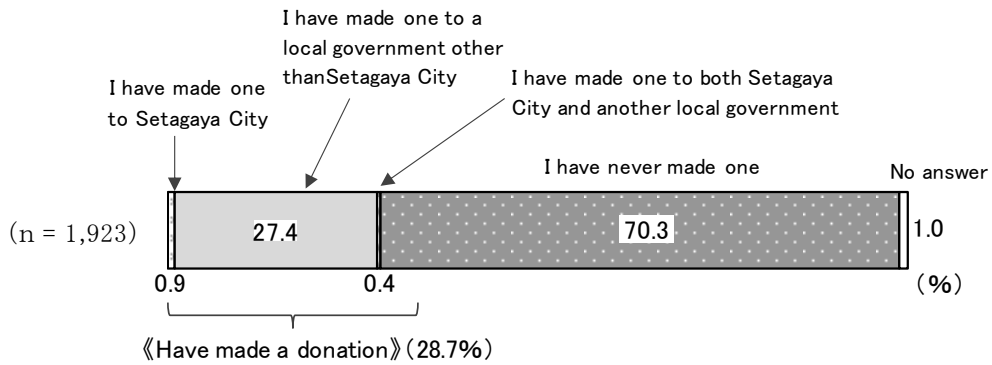 I have made one to a
local government other
thanSetagaya City
I have made one
to Setagaya City
I have made one to both Setagaya
City and another local government
I have never made one
No answer
(n = 1,923)
27.4
70.3
1.0
0.9
0.4
(%)
《Have made a donation》(28.7%)